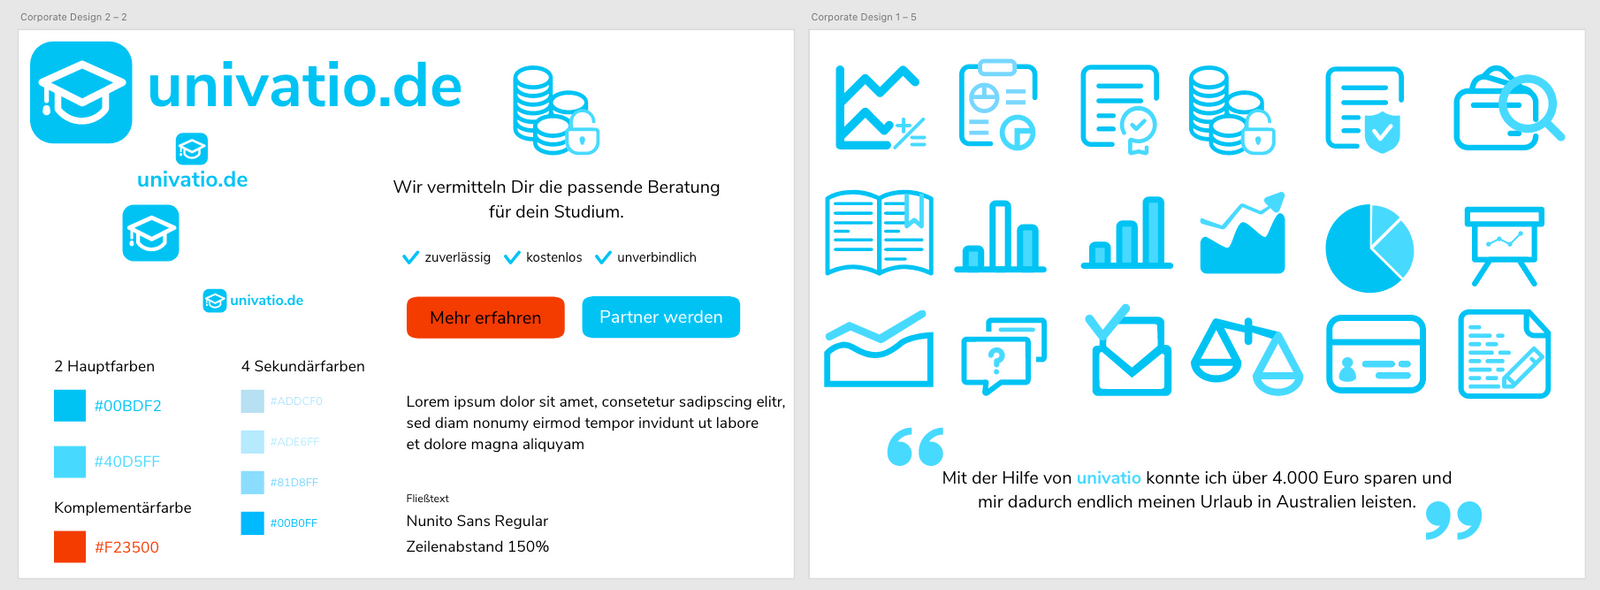 Corporate Design 2 – 2
univatio.de
univatio.de
univatio.de
Wir vermitteln Dir die passende Beratung
für dein Studium.
zuverlässig kostenlos unverbindlich
Mehr erfahren Partner werden
2 Hauptfarben
#00BDF2
#40D5FF
Komplementärfarbe
#F23500
4 Sekundärfarben
#ADDCF0
#ADE6FF
#81D8FF
#00B0FF
Lorem ipsum dolor sit amet, consetetur sadipscing elitr,
sed diam nonumy eirmod tempor invidunt ut labore
et dolore magna aliquyam
Fließtext
Nunito Sans Regular
Zeilenabstand 150%
Corporate Design 1 – 5
?
“
Mit der Hilfe von univatio konnte ich über 4.000 Euro sparen und
mir dadurch endlich meinen Urlaub in Australien leisten.
”